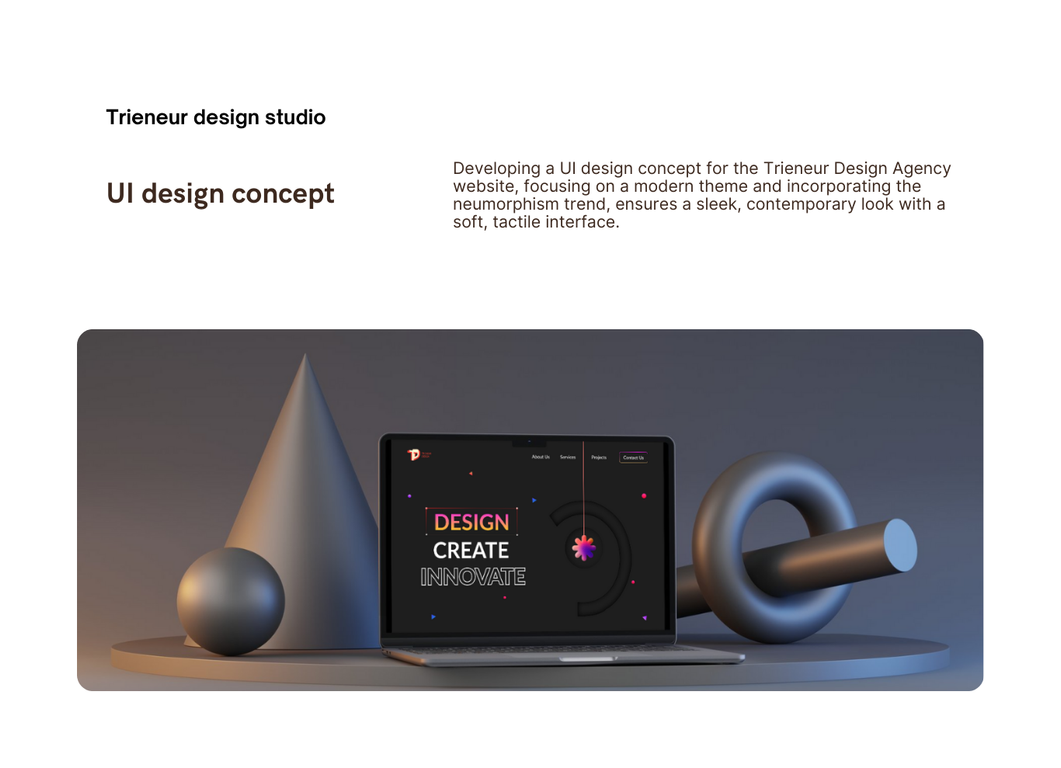 Trieneur design studio
UI design concept
Developing a UI design concept for the Trieneur Design Agency
website, focusing on a modern theme and incorporating the
neumorphism trend, ensures a sleek, contemporary look with a
soft, tactile interface.
About Us Services Projects Contact Us
DESIGN
CREATE
INNOVATE